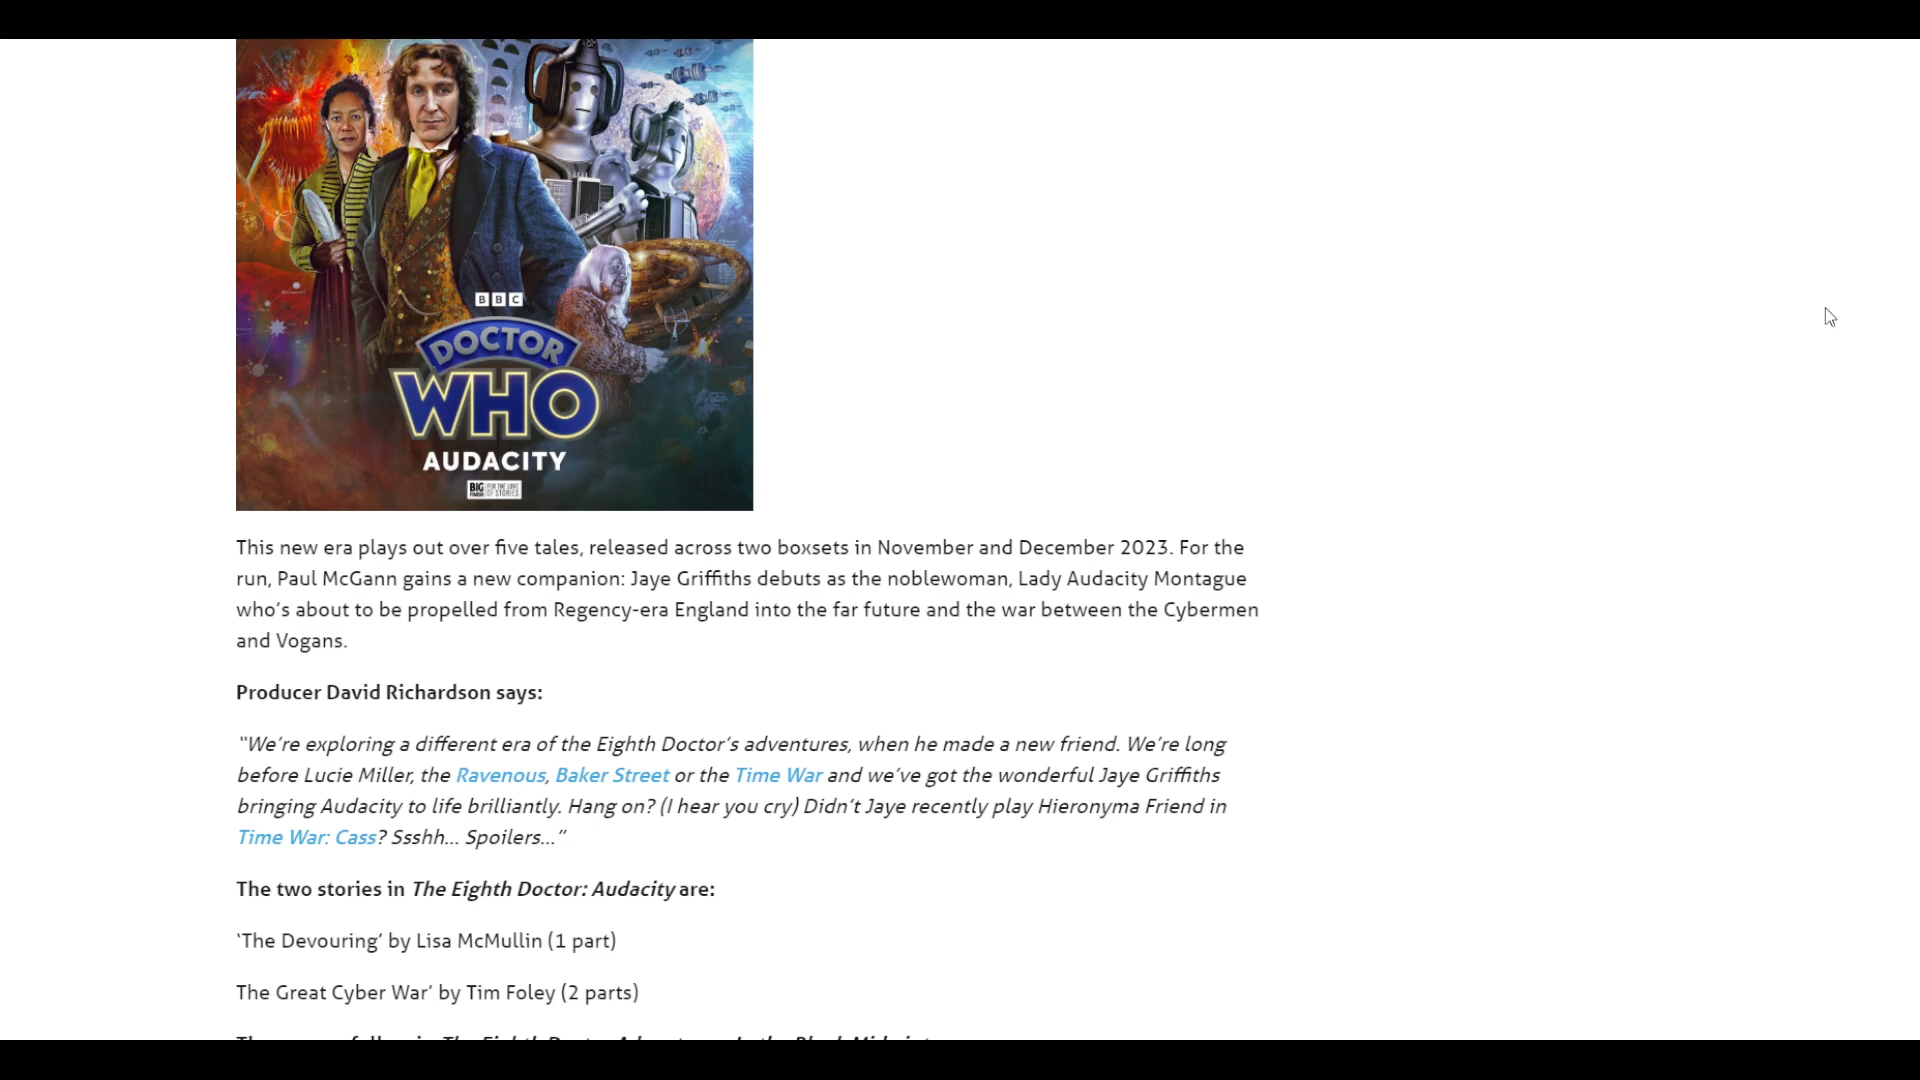 BBC
DOCTOR
WHO
AUDACITY
BIG FINISH FOR THE LOVE OF STORIES
This new era plays out over five tales, released across two boxsets in November and December 2023. For the
run, Paul McGann gains a new companion: Jaye Griffiths debuts as the noblewoman, Lady Audacity Montague
who’s about to be propelled from Regency-era England into the far future and the war between the Cybermen
and Vogans.
Producer David Richardson says:
“We’re exploring a different era of the Eighth Doctor’s adventures, when he made a new friend. We’re long
before Lucie Miller, the Ravenous, Baker Street or the Time War and we’ve got the wonderful Jaye Griffiths
bringing Audacity to life brilliantly. Hang on? (I hear you cry) Didn’t Jaye recently play Hieronyma Friend in
Time War: Cass? Ssshh… Spoilers…”
The two stories in The Eighth Doctor: Audacity are:
‘The Devouring’ by Lisa McMullin (1 part)
The Great Cyber War’ by Tim Foley (2 parts)